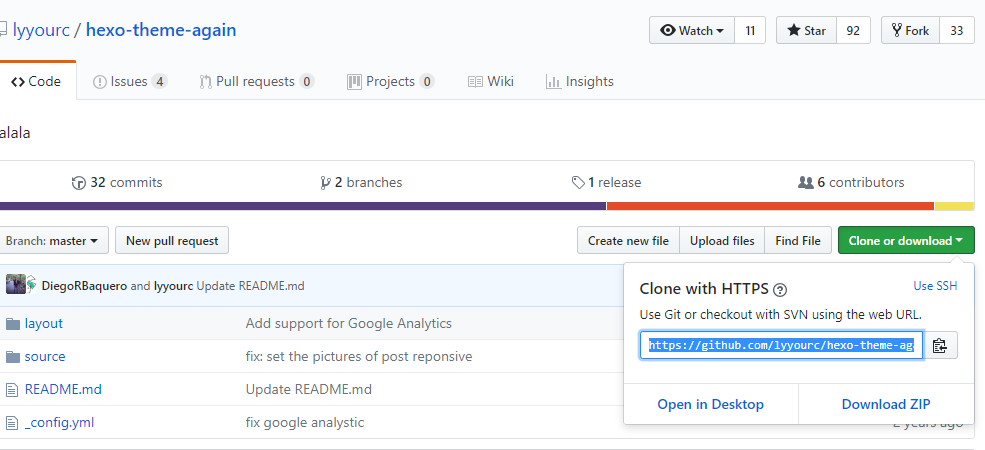 lyyourc / hexo-theme-again
Watch 11 Star 92 Fork 33
Code Issues 4 Pull requests 0 Projects 0 Wiki Insights
alala
32 commits 2 branches 1 release 6 contributors
Branch: master New pull request Create new file Upload files Find File Clone or download
DiegoRBaquero and lyyourc Update README.md
Clone with HTTPS Use SSH
Use Git or checkout with SVN using the web URL.
https://github.com/lyyourc/hexo-theme-ag
Open in Desktop Download ZIP
layout Add support for Google Analytics
source fix: set the pictures of post responsive
README.md Update README.md
_config.yml fix google analystic 2 years ago